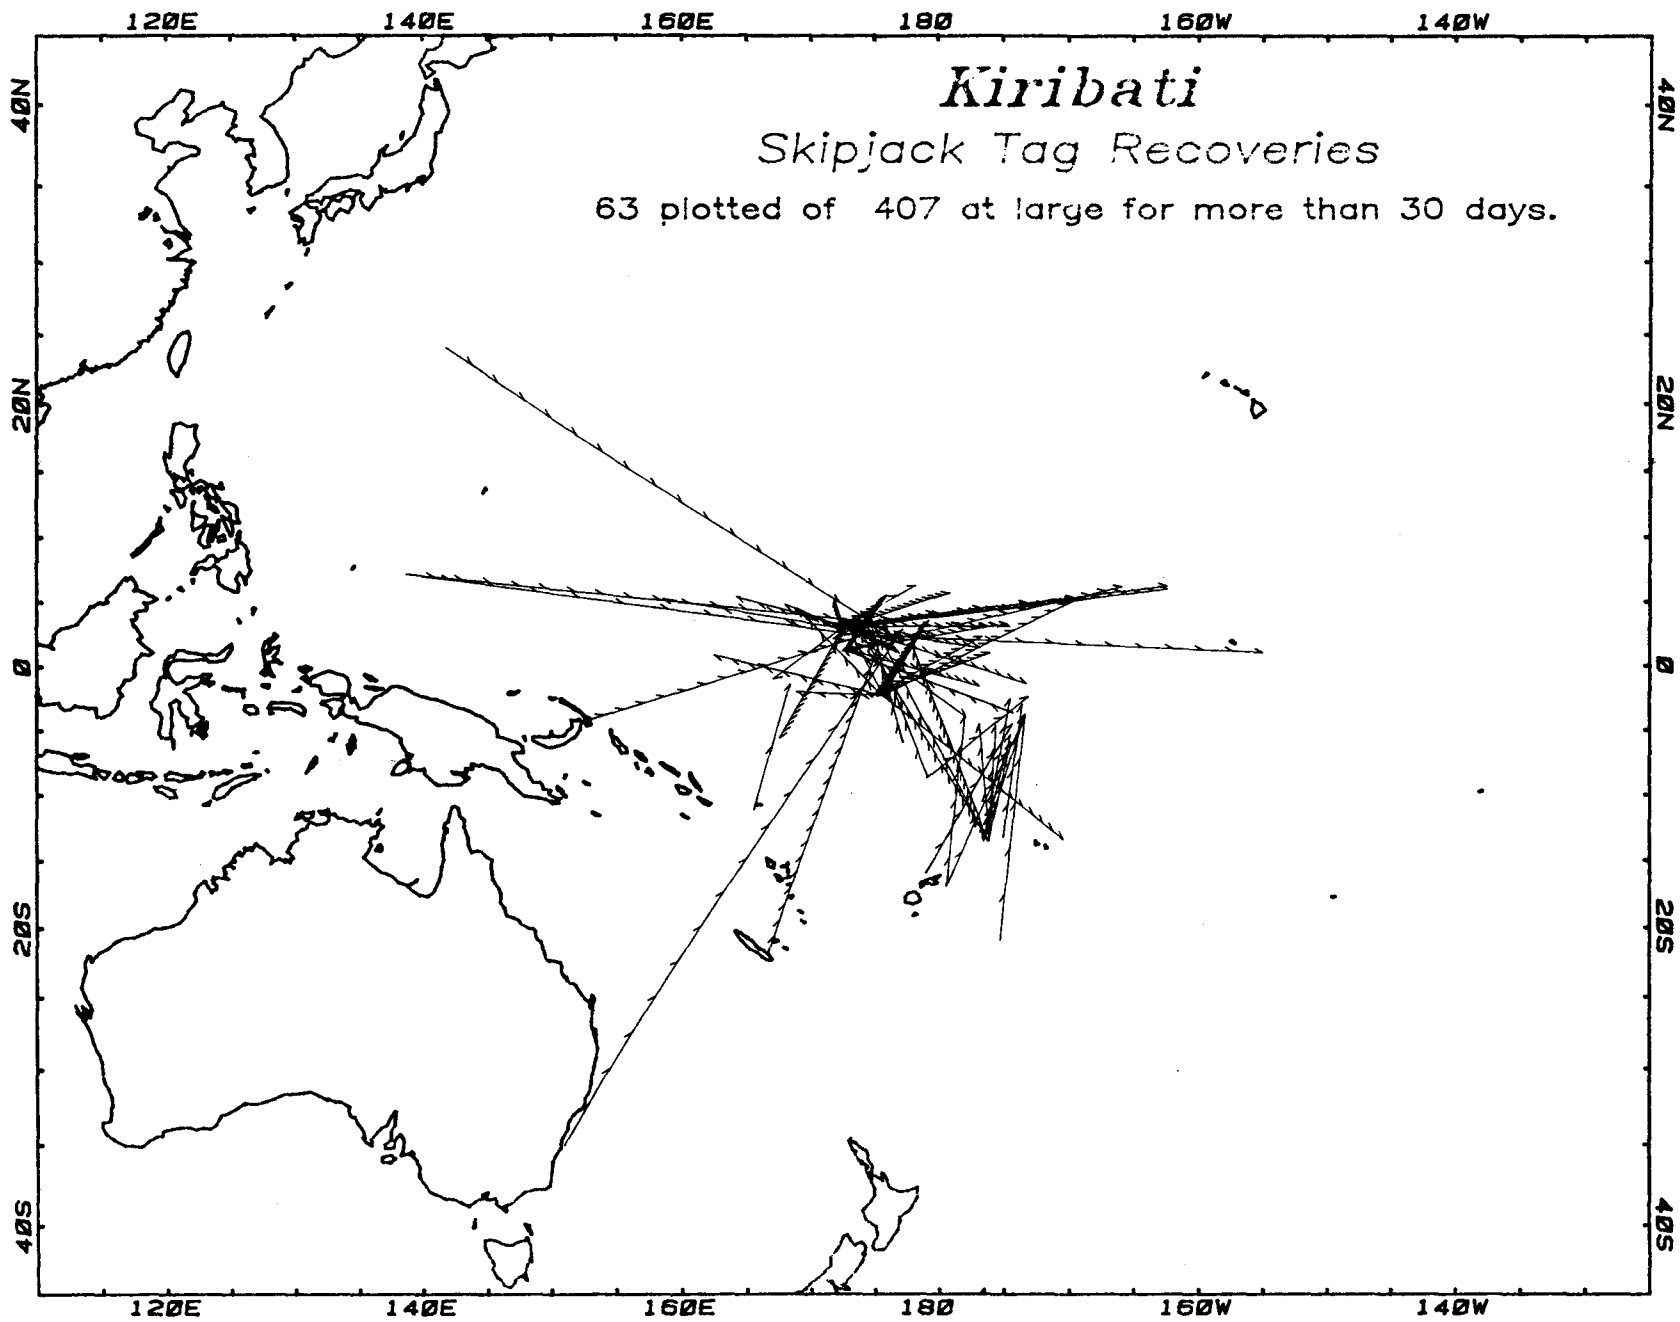 120E 140E 160E 180 160W 140W
Kiribati
Skipjack Tag Recoveries
63 plotted of 407 at large for more than 30 days.
40N 40N
20N 20N
0 0
20S 20S
40S 40S
120E 140E 160E 180 160W 140W